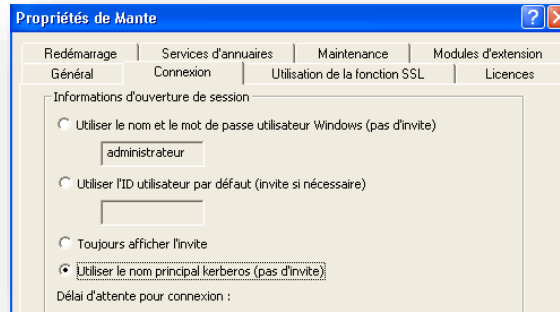 Propriétés de Mante
Redémarrage Services d'annuaires Maintenance Modules d'extension
Général Connexion Utilisation de la fonction SSL Licences
Informations d'ouverture de session
Utiliser le nom et le mot de passe utilisateur Windows (pas d'invite)
administrateur
Utiliser l'ID utilisateur par défaut (invite si nécessaire)
Toujours afficher l'invite
Utiliser le nom principal kerberos (pas d'invite)
Délai d'attente pour connexion :